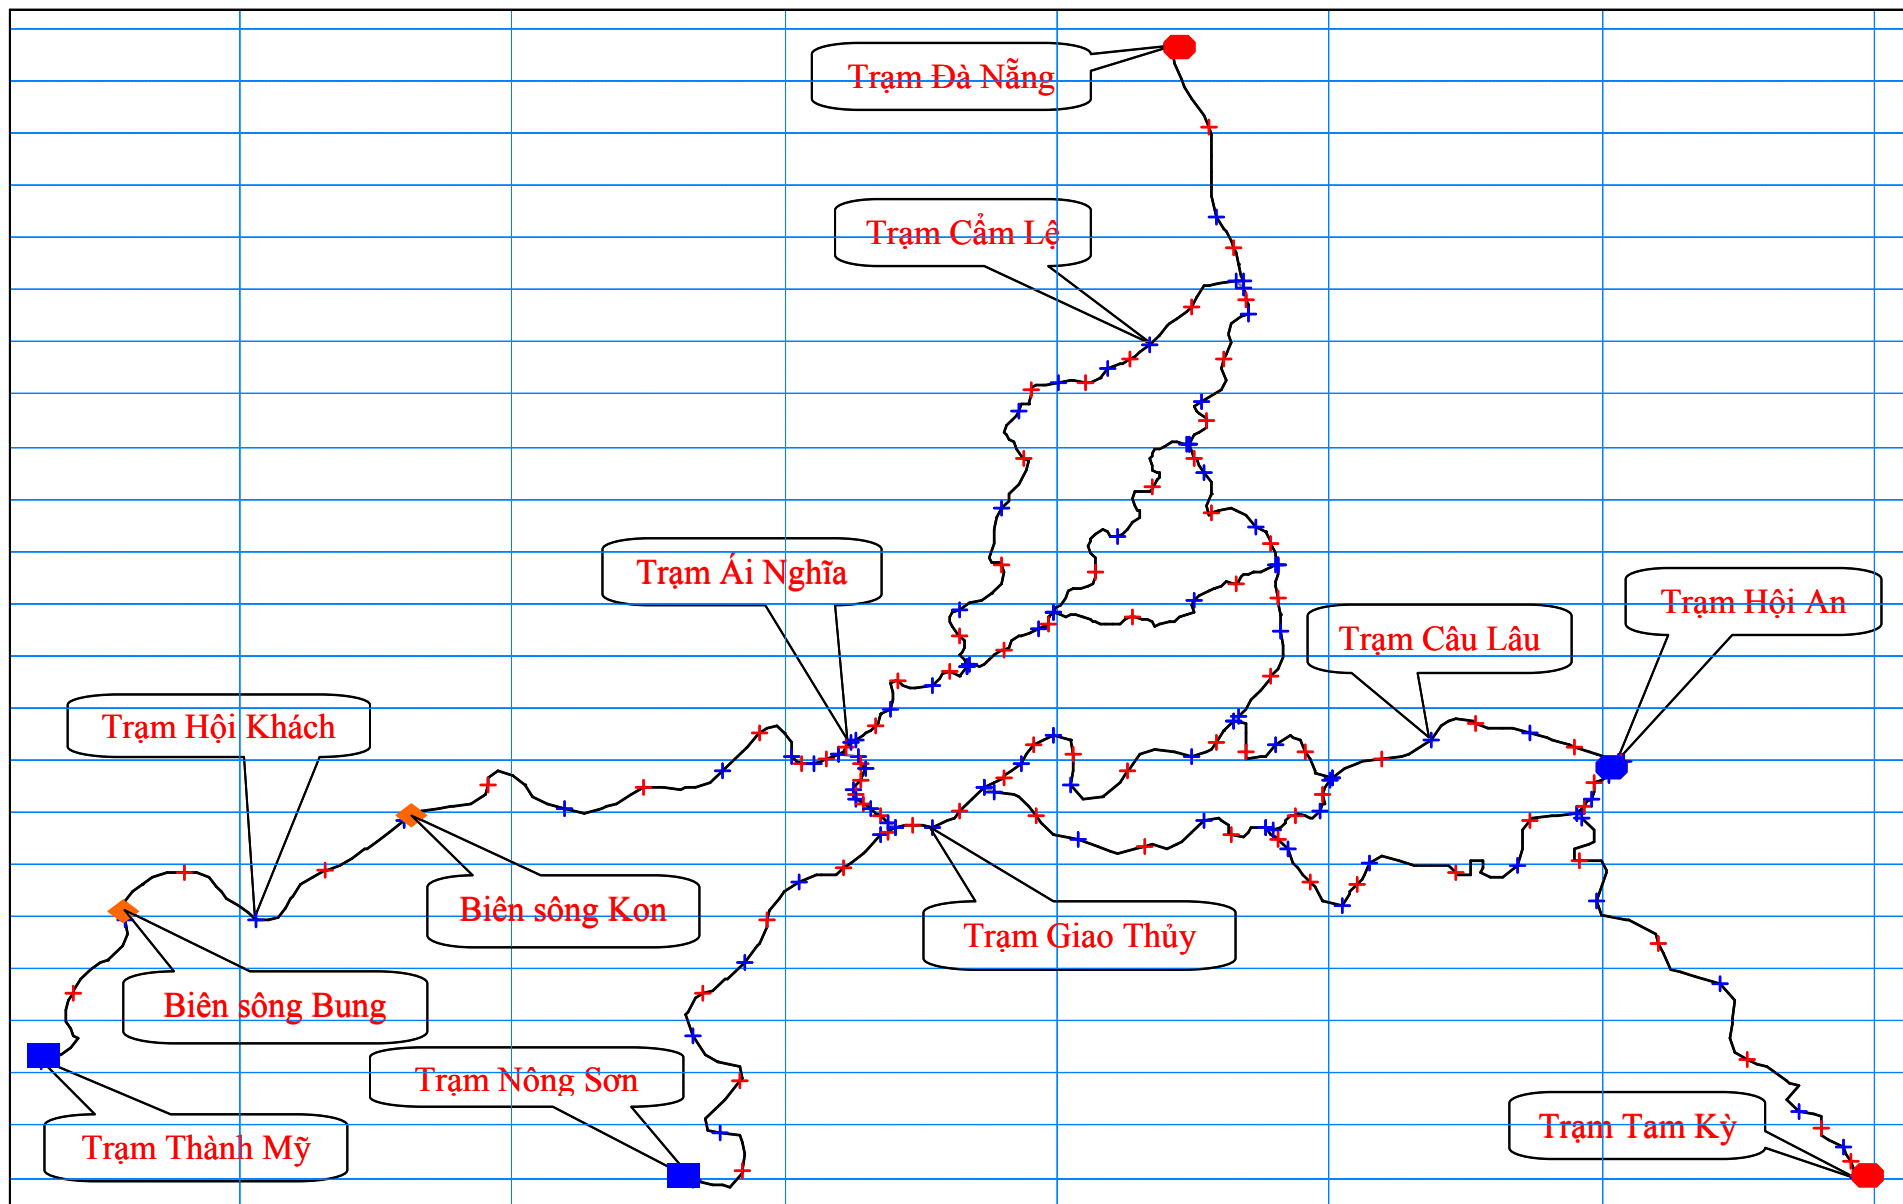 Trạm Đà Nẵng
Trạm Cẩm Lệ
Trạm Ái Nghĩa
Trạm Hội An
Trạm Câu Lâu
Trạm Hội Khách
Biên sông Kon
Trạm Giao Thủy
Biên sông Bung
Trạm Nông Sơn
Trạm Tam Kỳ
Trạm Thành Mỹ